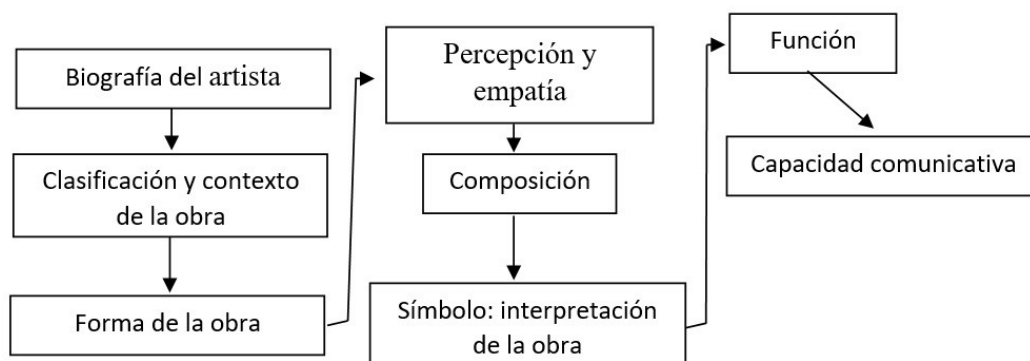 Biografía del artista
Clasificación y contexto
de la obra
Forma de la obra
Percepción y
empatía
Composición
Símbolo: interpretación
de la obra
Función
Capacidad comunicativa